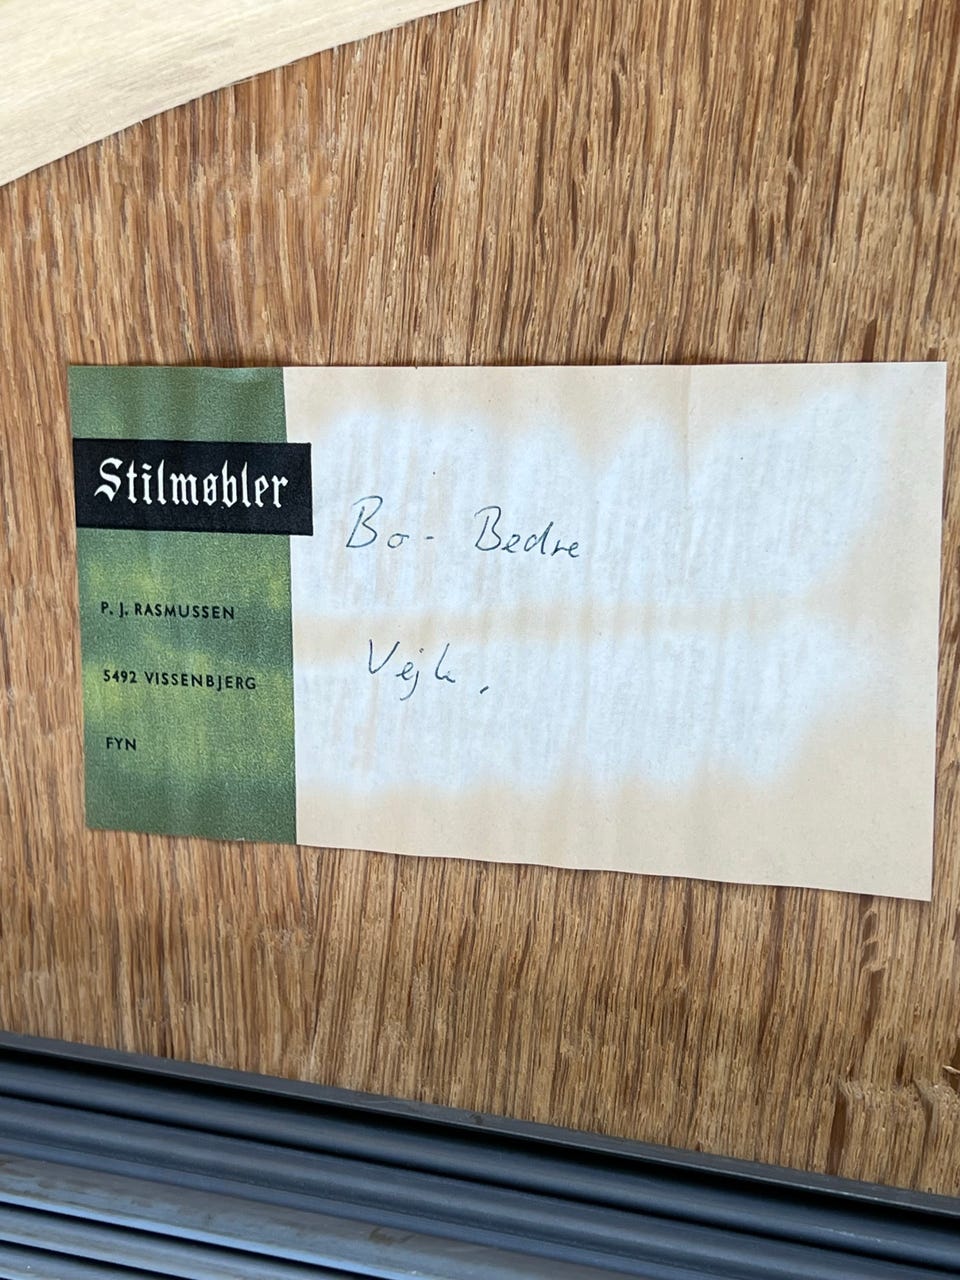 Stilmøbler
P. J. RASMUSSEN
5492 VISSENBJERG
FYN
Bo- Bedre
Vejle.